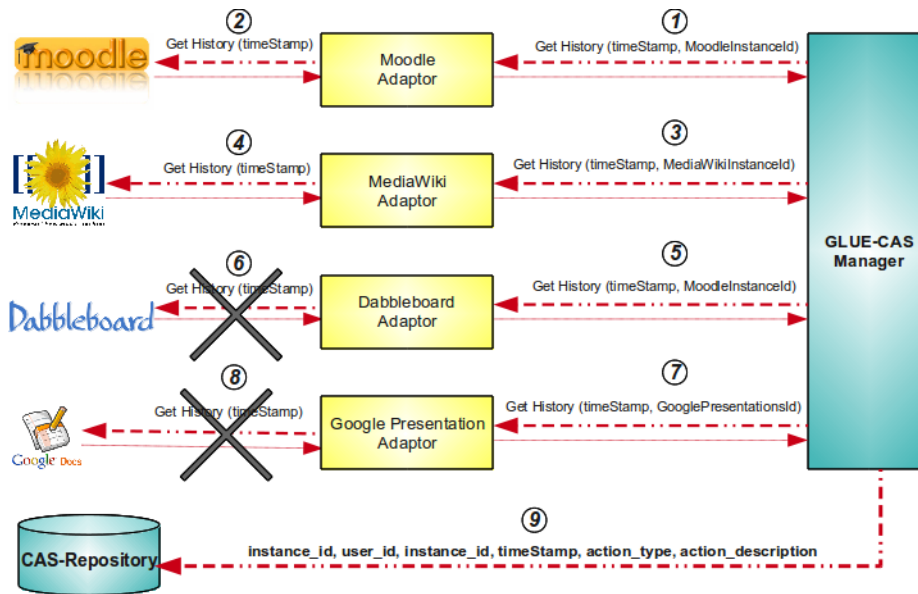 2
1
Get History (timeStamp)
Get History (timeStamp, MoodleInstanceId)
moodle
Moodle
Adaptor
4
3
Get History (timeStamp)
Get History (timeStamp, MediaWikiInstanceId)
[[
MediaWiki
MediaWiki
Adaptor
GLUE-CAS
Manager
6
5
Get History (timeStamp)
Get History (timeStamp, MoodleInstanceId)
Dabbleboard
Dabbleboard
Adaptor
8
7
Get History (timeStamp)
Get History (timeStamp, GooglePresentationsId)
Google Docs
Google Presentation
Adaptor
9
instance_id, user_id, instance_id, timeStamp, action_type, action_description
CAS-Repository